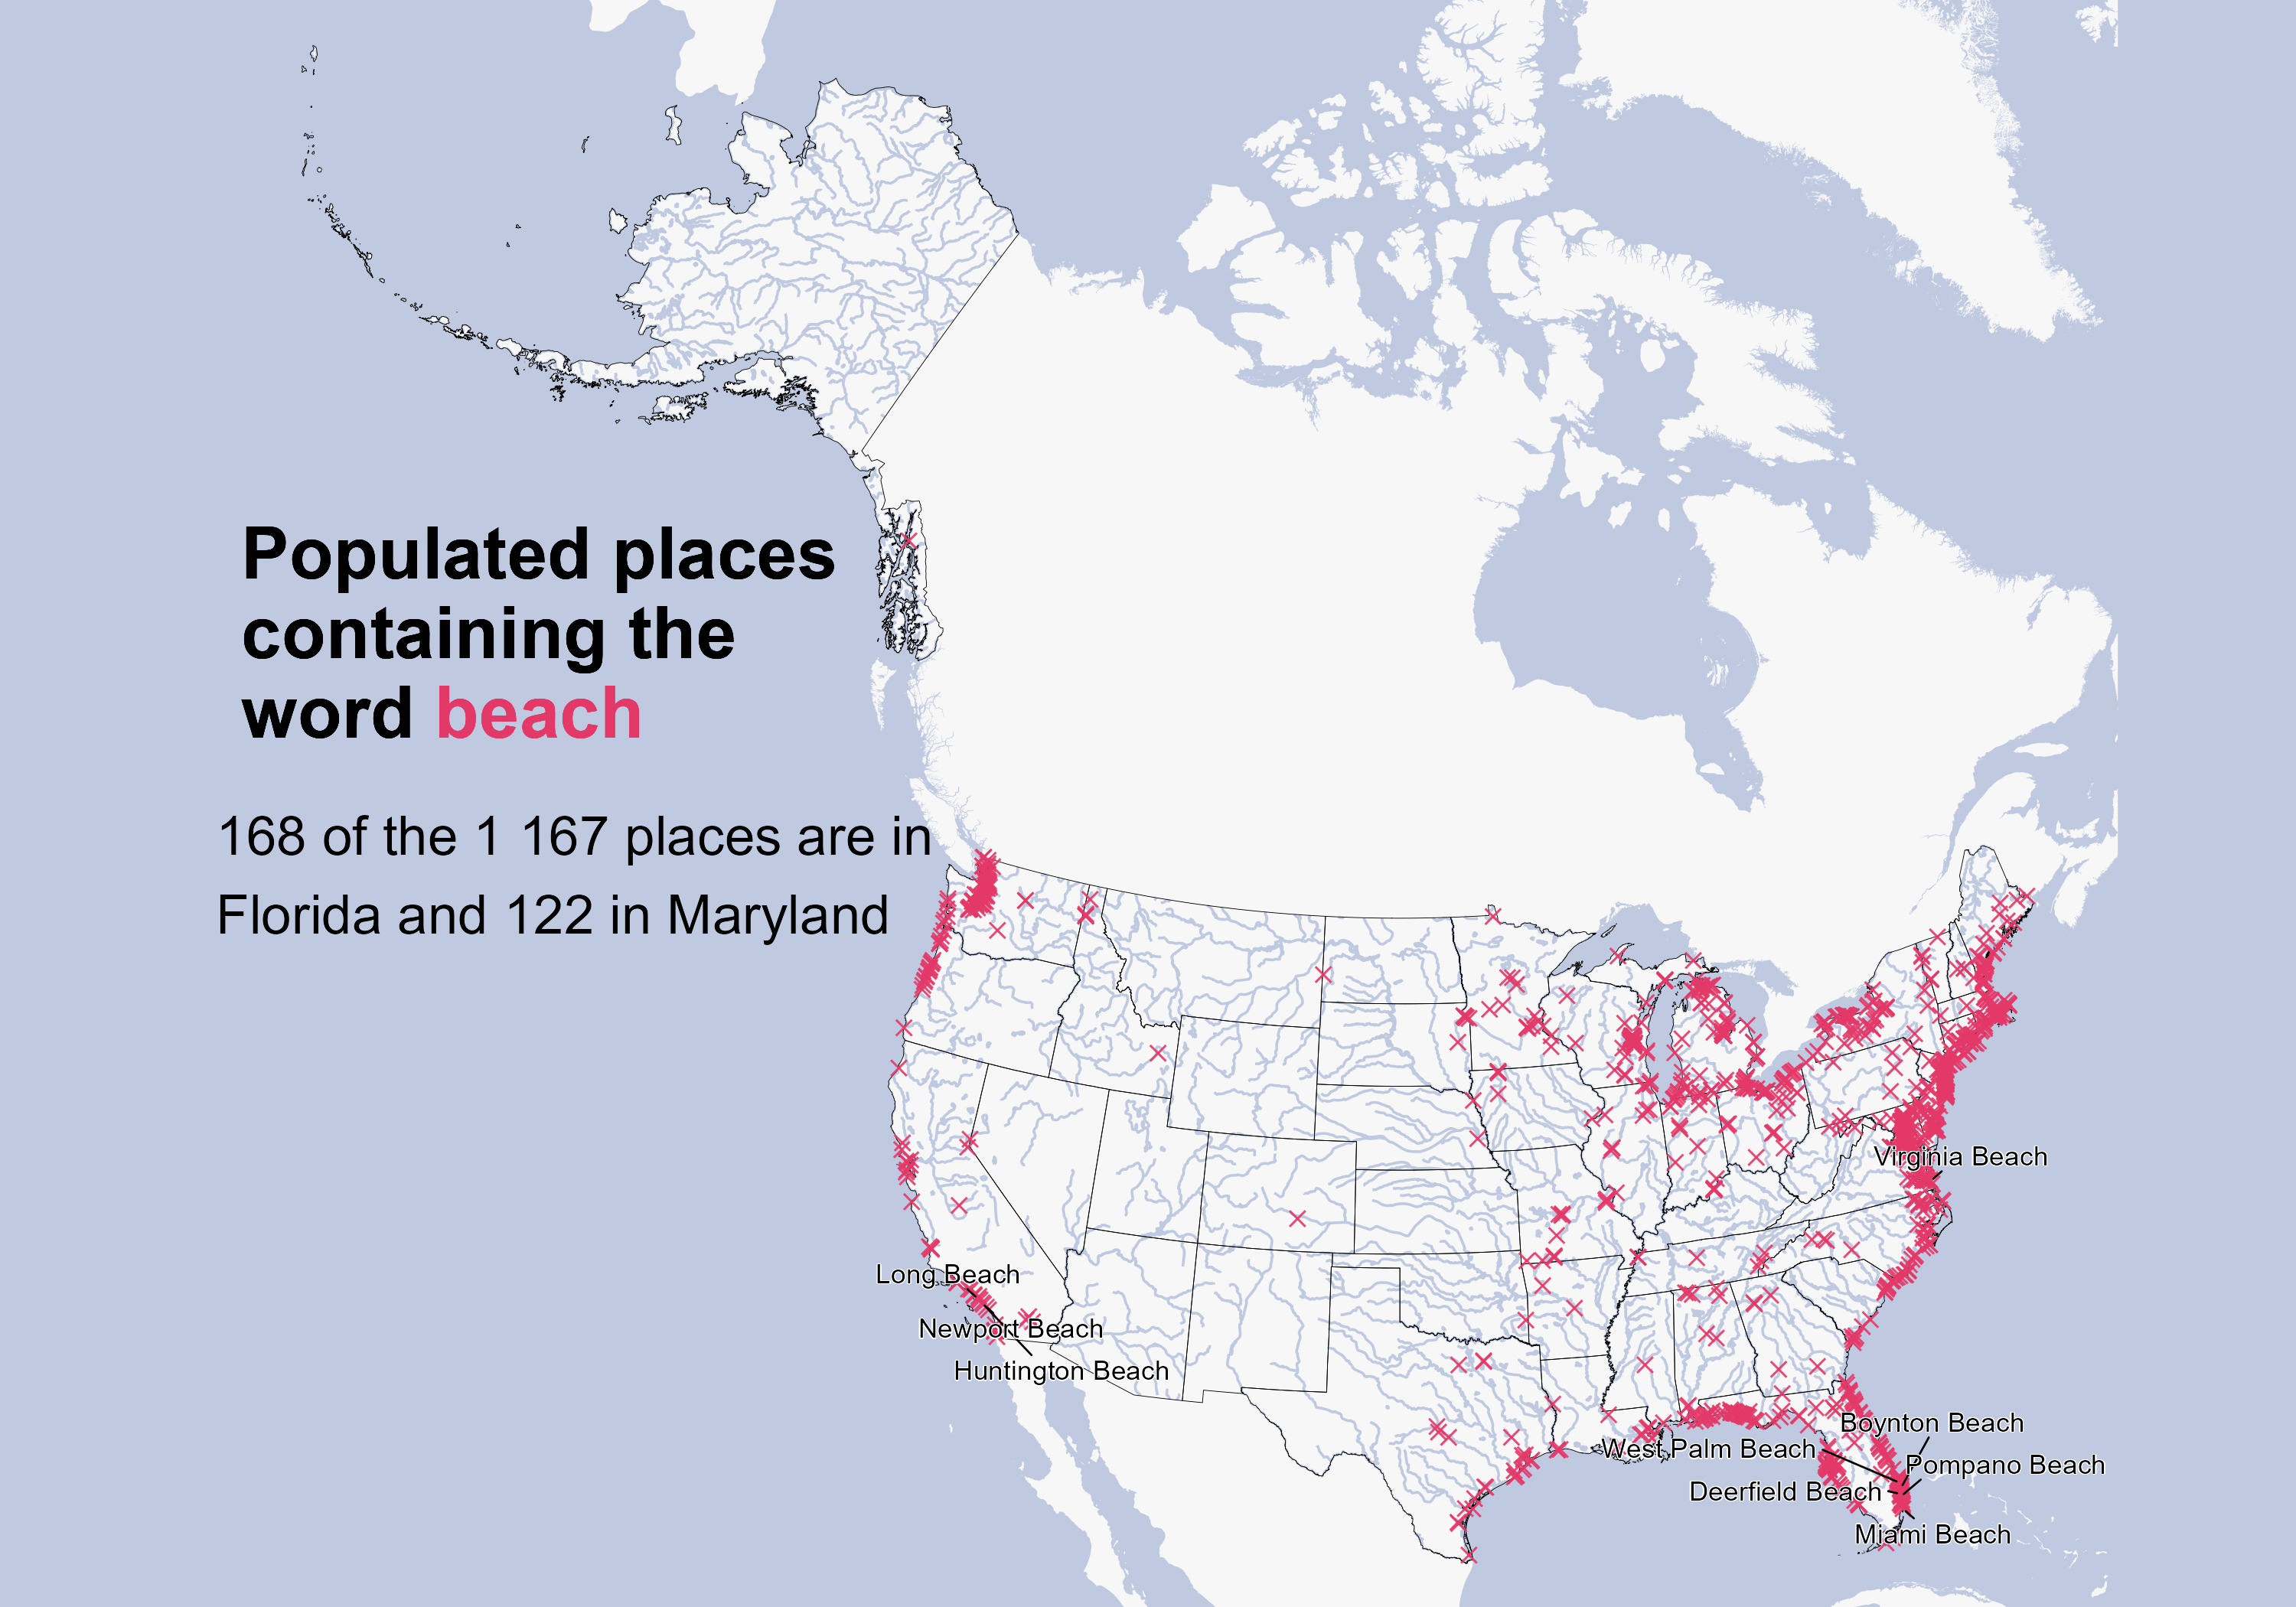 Populated places
containing the
word beach
168 of the 1 167 places are in
Florida and 122 in Maryland
Virginia Beach
Long Beach
Newport Beach
Huntington Beach
Boynton Beach
West Palm Beach
Pompano Beach
Deerfield Beach
Miami Beach